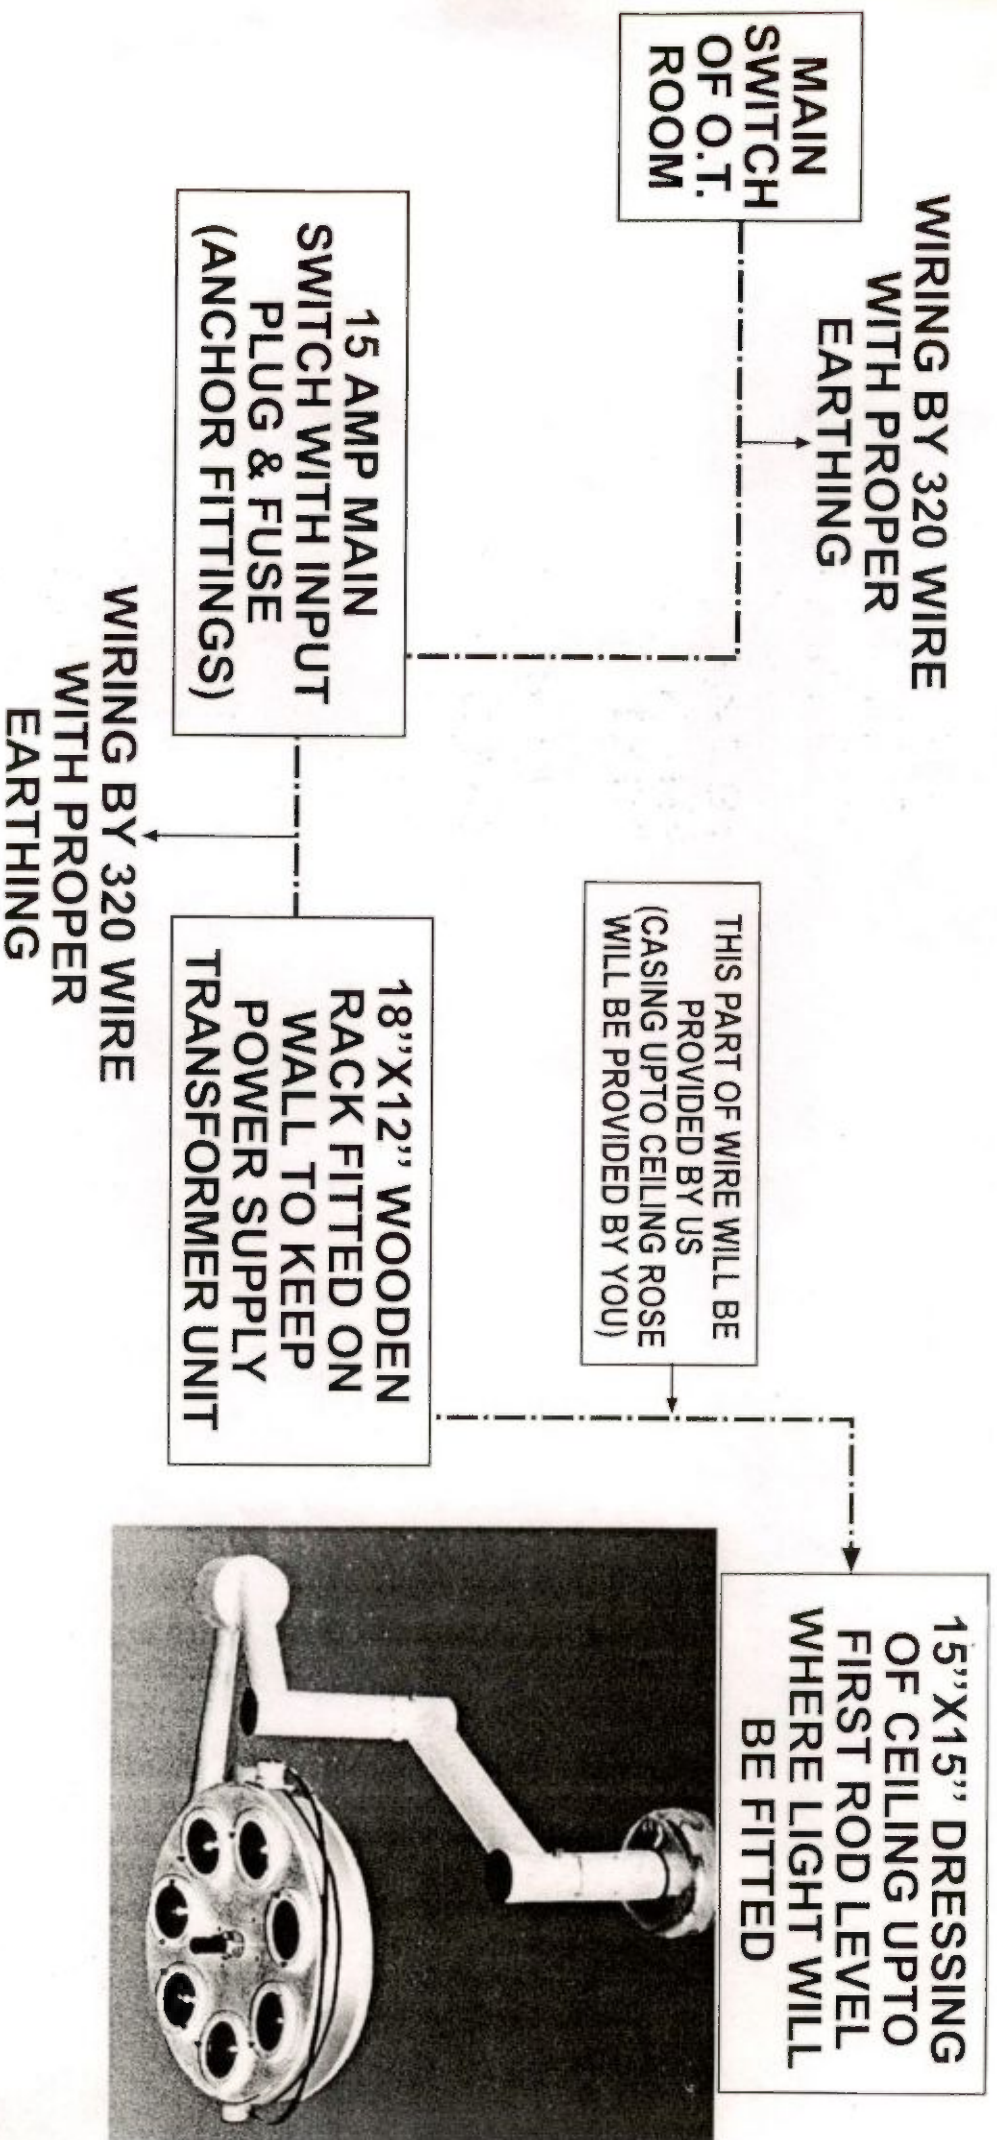 MAIN
SWITCH
OF O.T.
ROOM
WIRING BY 320 WIRE
WITH PROPER
EARTHING
15 AMP MAIN
SWITCH WITH INPUT
PLUG & FUSE
(ANCHOR FITTINGS)
WIRING BY 320 WIRE
WITH PROPER
EARTHING
THIS PART OF WIRE WILL BE
PROVIDED BY US
(CASING UPTO CEILING ROSE
WILL BE PROVIDED BY YOU)
18”X12” WOODEN
RACK FITTED ON
WALL TO KEEP
POWER SUPPLY
TRANSFORMER UNIT
15”X15” DRESSING
OF CEILING UPTO
FIRST ROD LEVEL
WHERE LIGHT WILL
BE FITTED